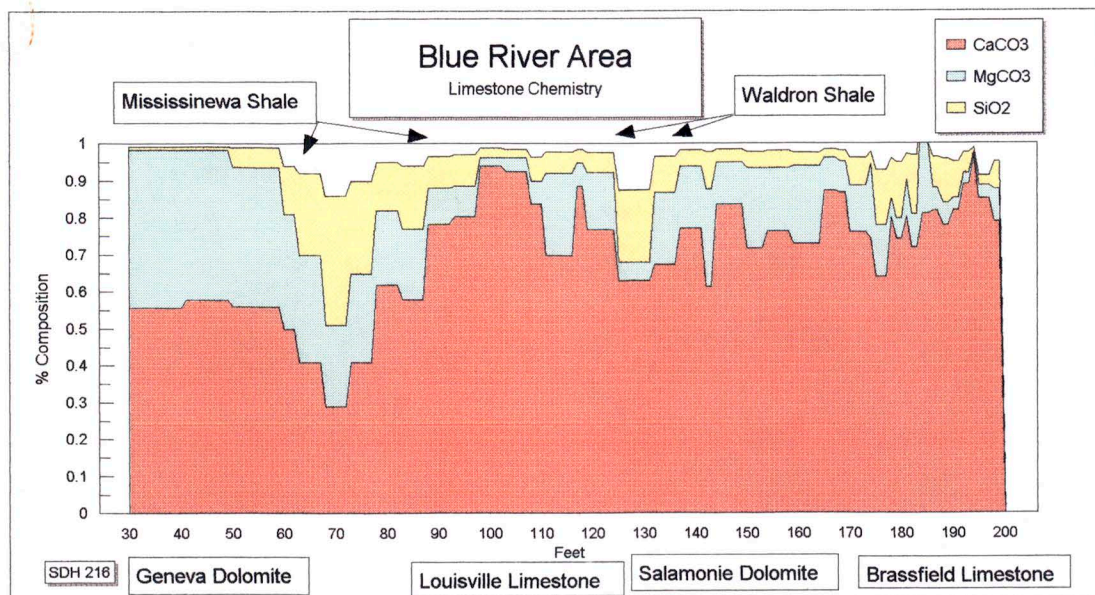 Blue River Area
Limestone Chemistry
CaCO3
MgCO3
SiO2
Mississinewa Shale
Waldron Shale
% Composition
1
0.9
0.8
0.7
0.6
0.5
0.4
0.3
0.2
0.1
0
30 40 50 60 70 80 90 100 110 120 130 140 150 160 170 180 190 200
Feet
SDH 216
Geneva Dolomite
Louisville Limestone
Salamonie Dolomite
Brassfield Limestone